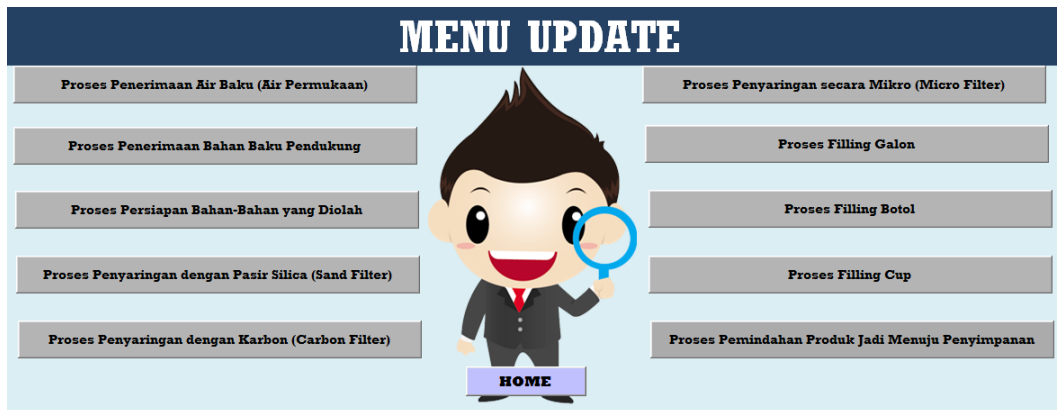 MENU UPDATE
Proses Penerimaan Air Baku (Air Permukaan)
Proses Penerimaan Bahan Baku Pendukung
Proses Persiapan Bahan-Bahan yang Diolah
Proses Penyaringan dengan Pasir Silica (Sand Filter)
Proses Penyaringan dengan Karbon (Carbon Filter)
Proses Penyaringan secara Mikro (Micro Filter)
Proses Filling Galon
Proses Filling Botol
Proses Filling Cup
Proses Pemindahan Produk Jadi Menuju Penyimpanan
HOME